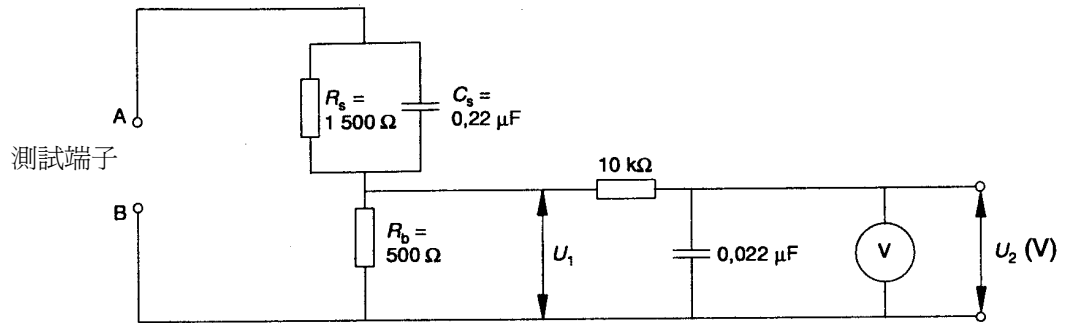 A
測試端子
B
R_s =
1 500 Ω
C_s =
0,22 μF
R_b =
500 Ω
U_1
10 kΩ
0,022 μF
V
U_2 (V)